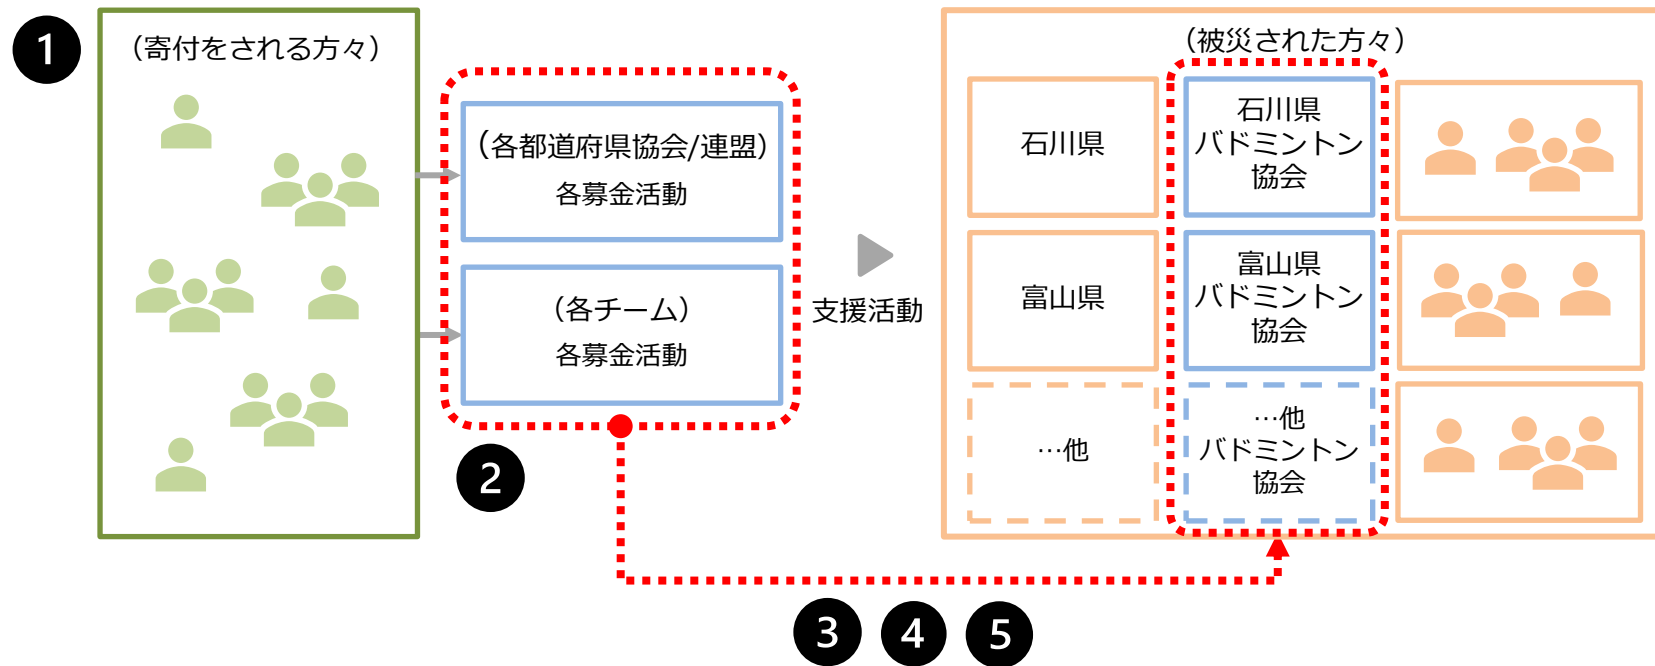 1
(寄付をされる方々)
(各都道府県協会/連盟)
各募金活動
(各チーム)
各募金活動
2
支援活動
(被災された方々)
石川県
石川県
バドミントン
協会
富山県
富山県
バドミントン
協会
…他
…他
バドミントン
協会
3 4 5